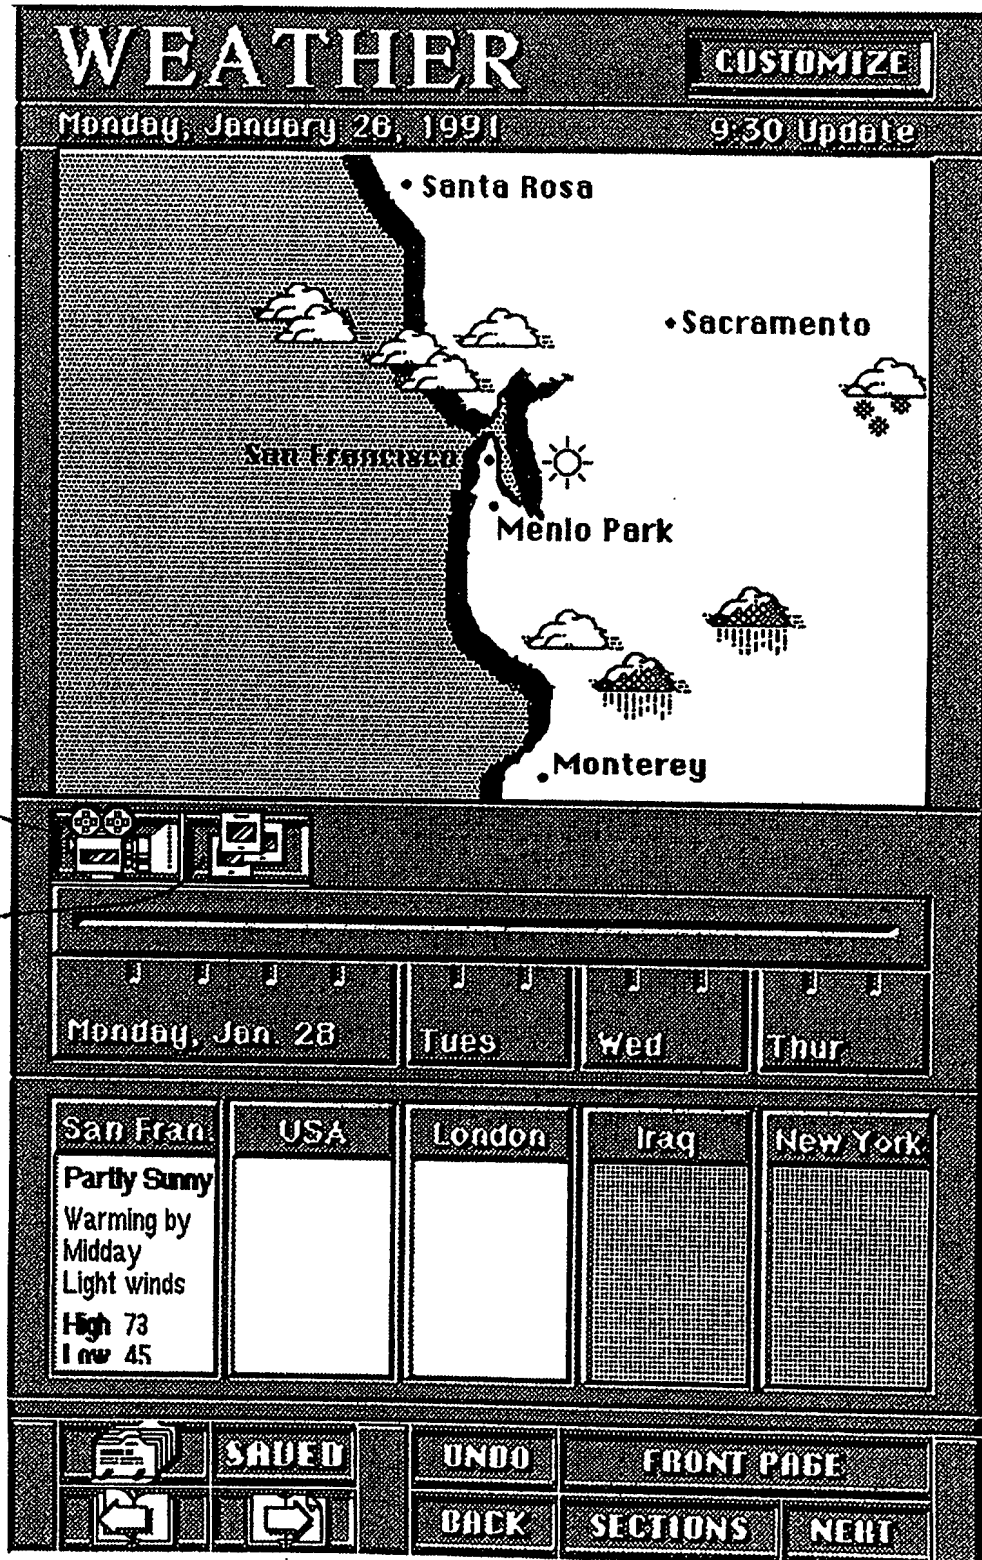 WEATHER
CUSTOMIZE
Monday, January 26, 1991
9:30 Update
Santa Rosa
Sacramento
San Francisco
Menlo Park
Monterey
Monday, Jan. 28
Tues
Wed
Thur
San Fran.
USA
London
Iraq
New York
Partly Sunny
Warming by
Midday
Light winds
High 73
Low 45
SAVED
UNDO
FRONT PAGE
BACK
SECTIONS
NEXT